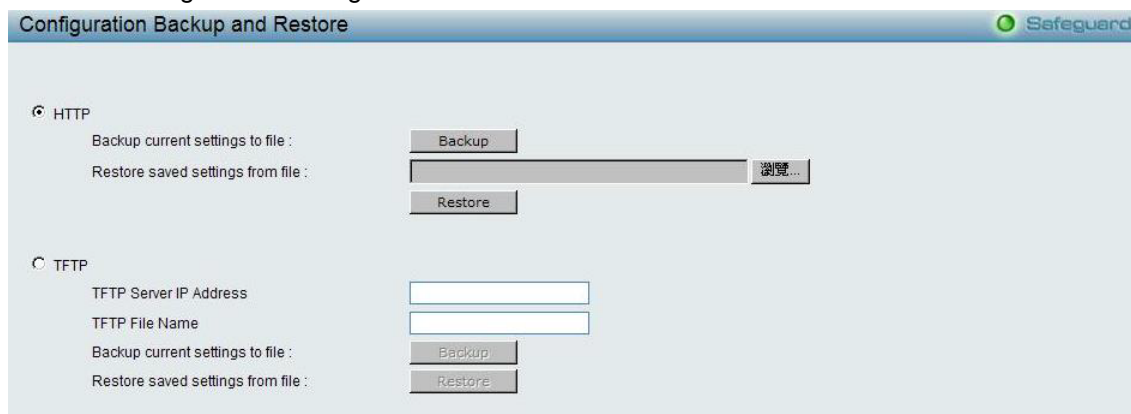 Configuration Backup and Restore Safeguard
HTTP
Backup current settings to file : Backup
Restore saved settings from file : 瀏覽...
Restore
TFTP
TFTP Server IP Address
TFTP File Name
Backup current settings to file : Backup
Restore saved settings from file : Restore